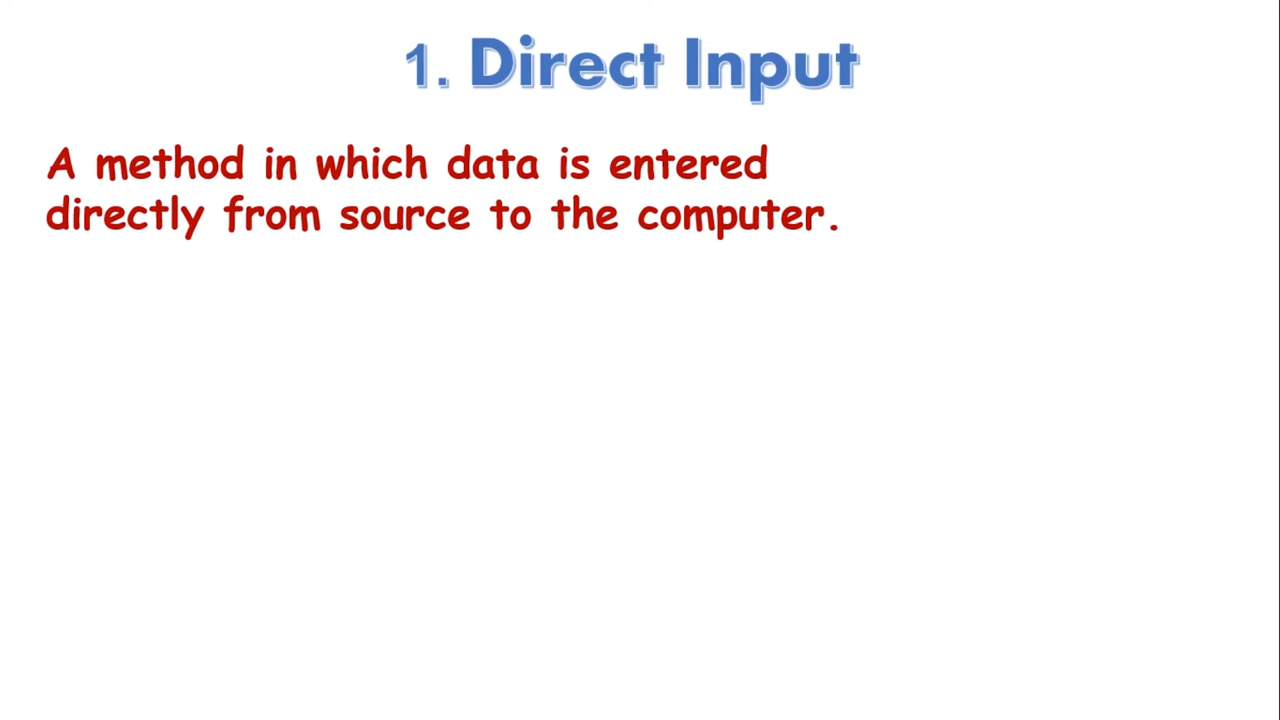 1. Direct Input
A method in which data is entered
directly from source to the computer.